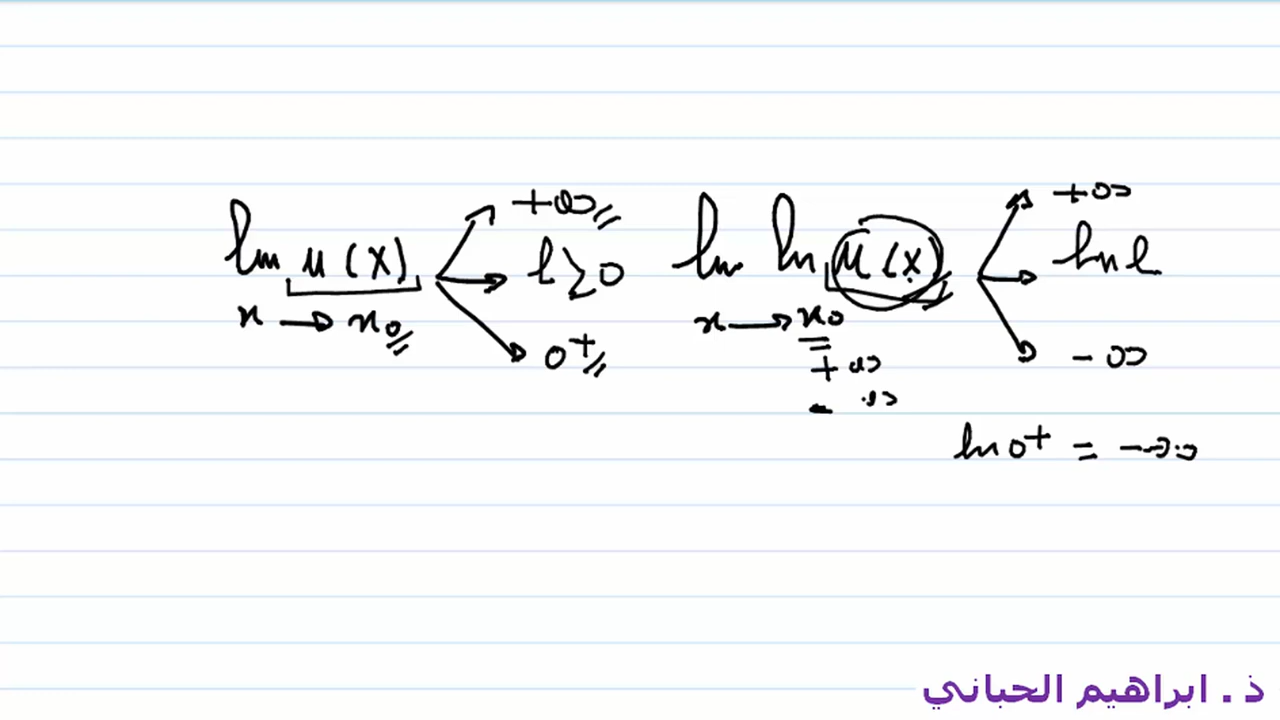 lim u(x) → +∞ lim ln u(x) → +∞
→ l > 0 → ln l
x → x₀ x → x₀
→ 0⁺ + ∞ → - ∞
- ∞
ln 0⁺ = -∞
ذ . ابراهيم الحباني